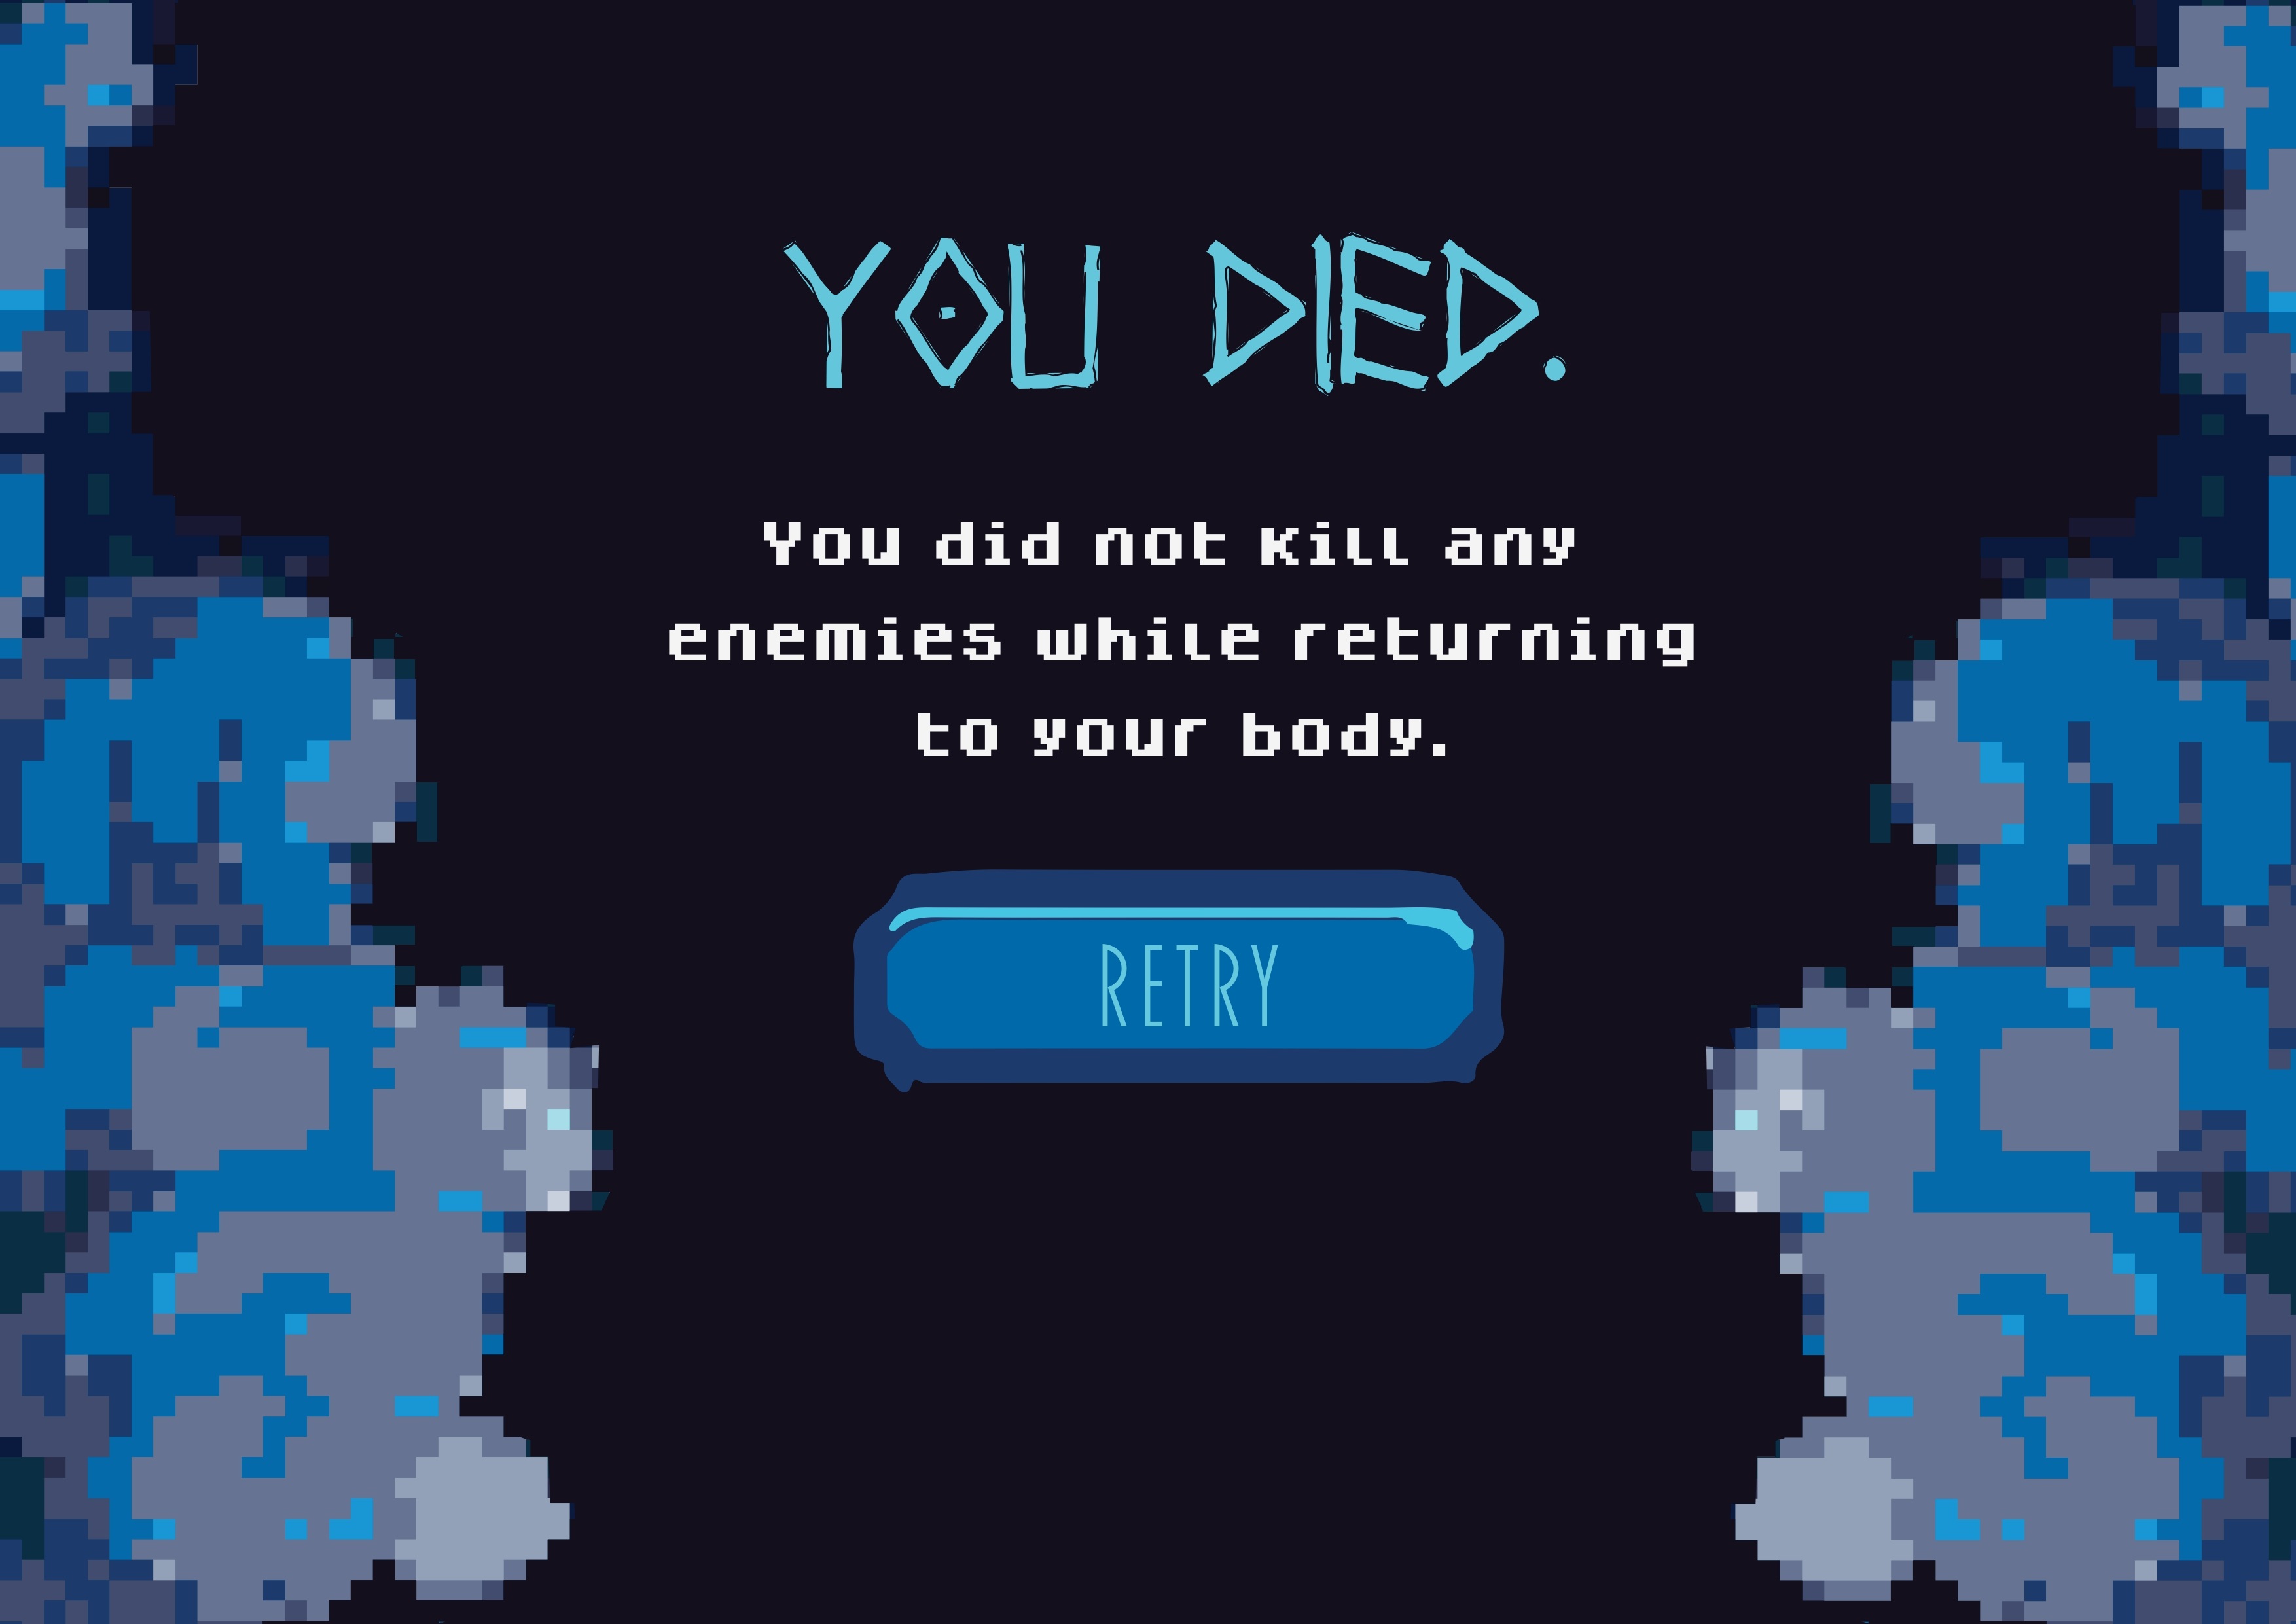 YOU DIED.
You did not kill any
enemies while returning
to your body.
RETRY